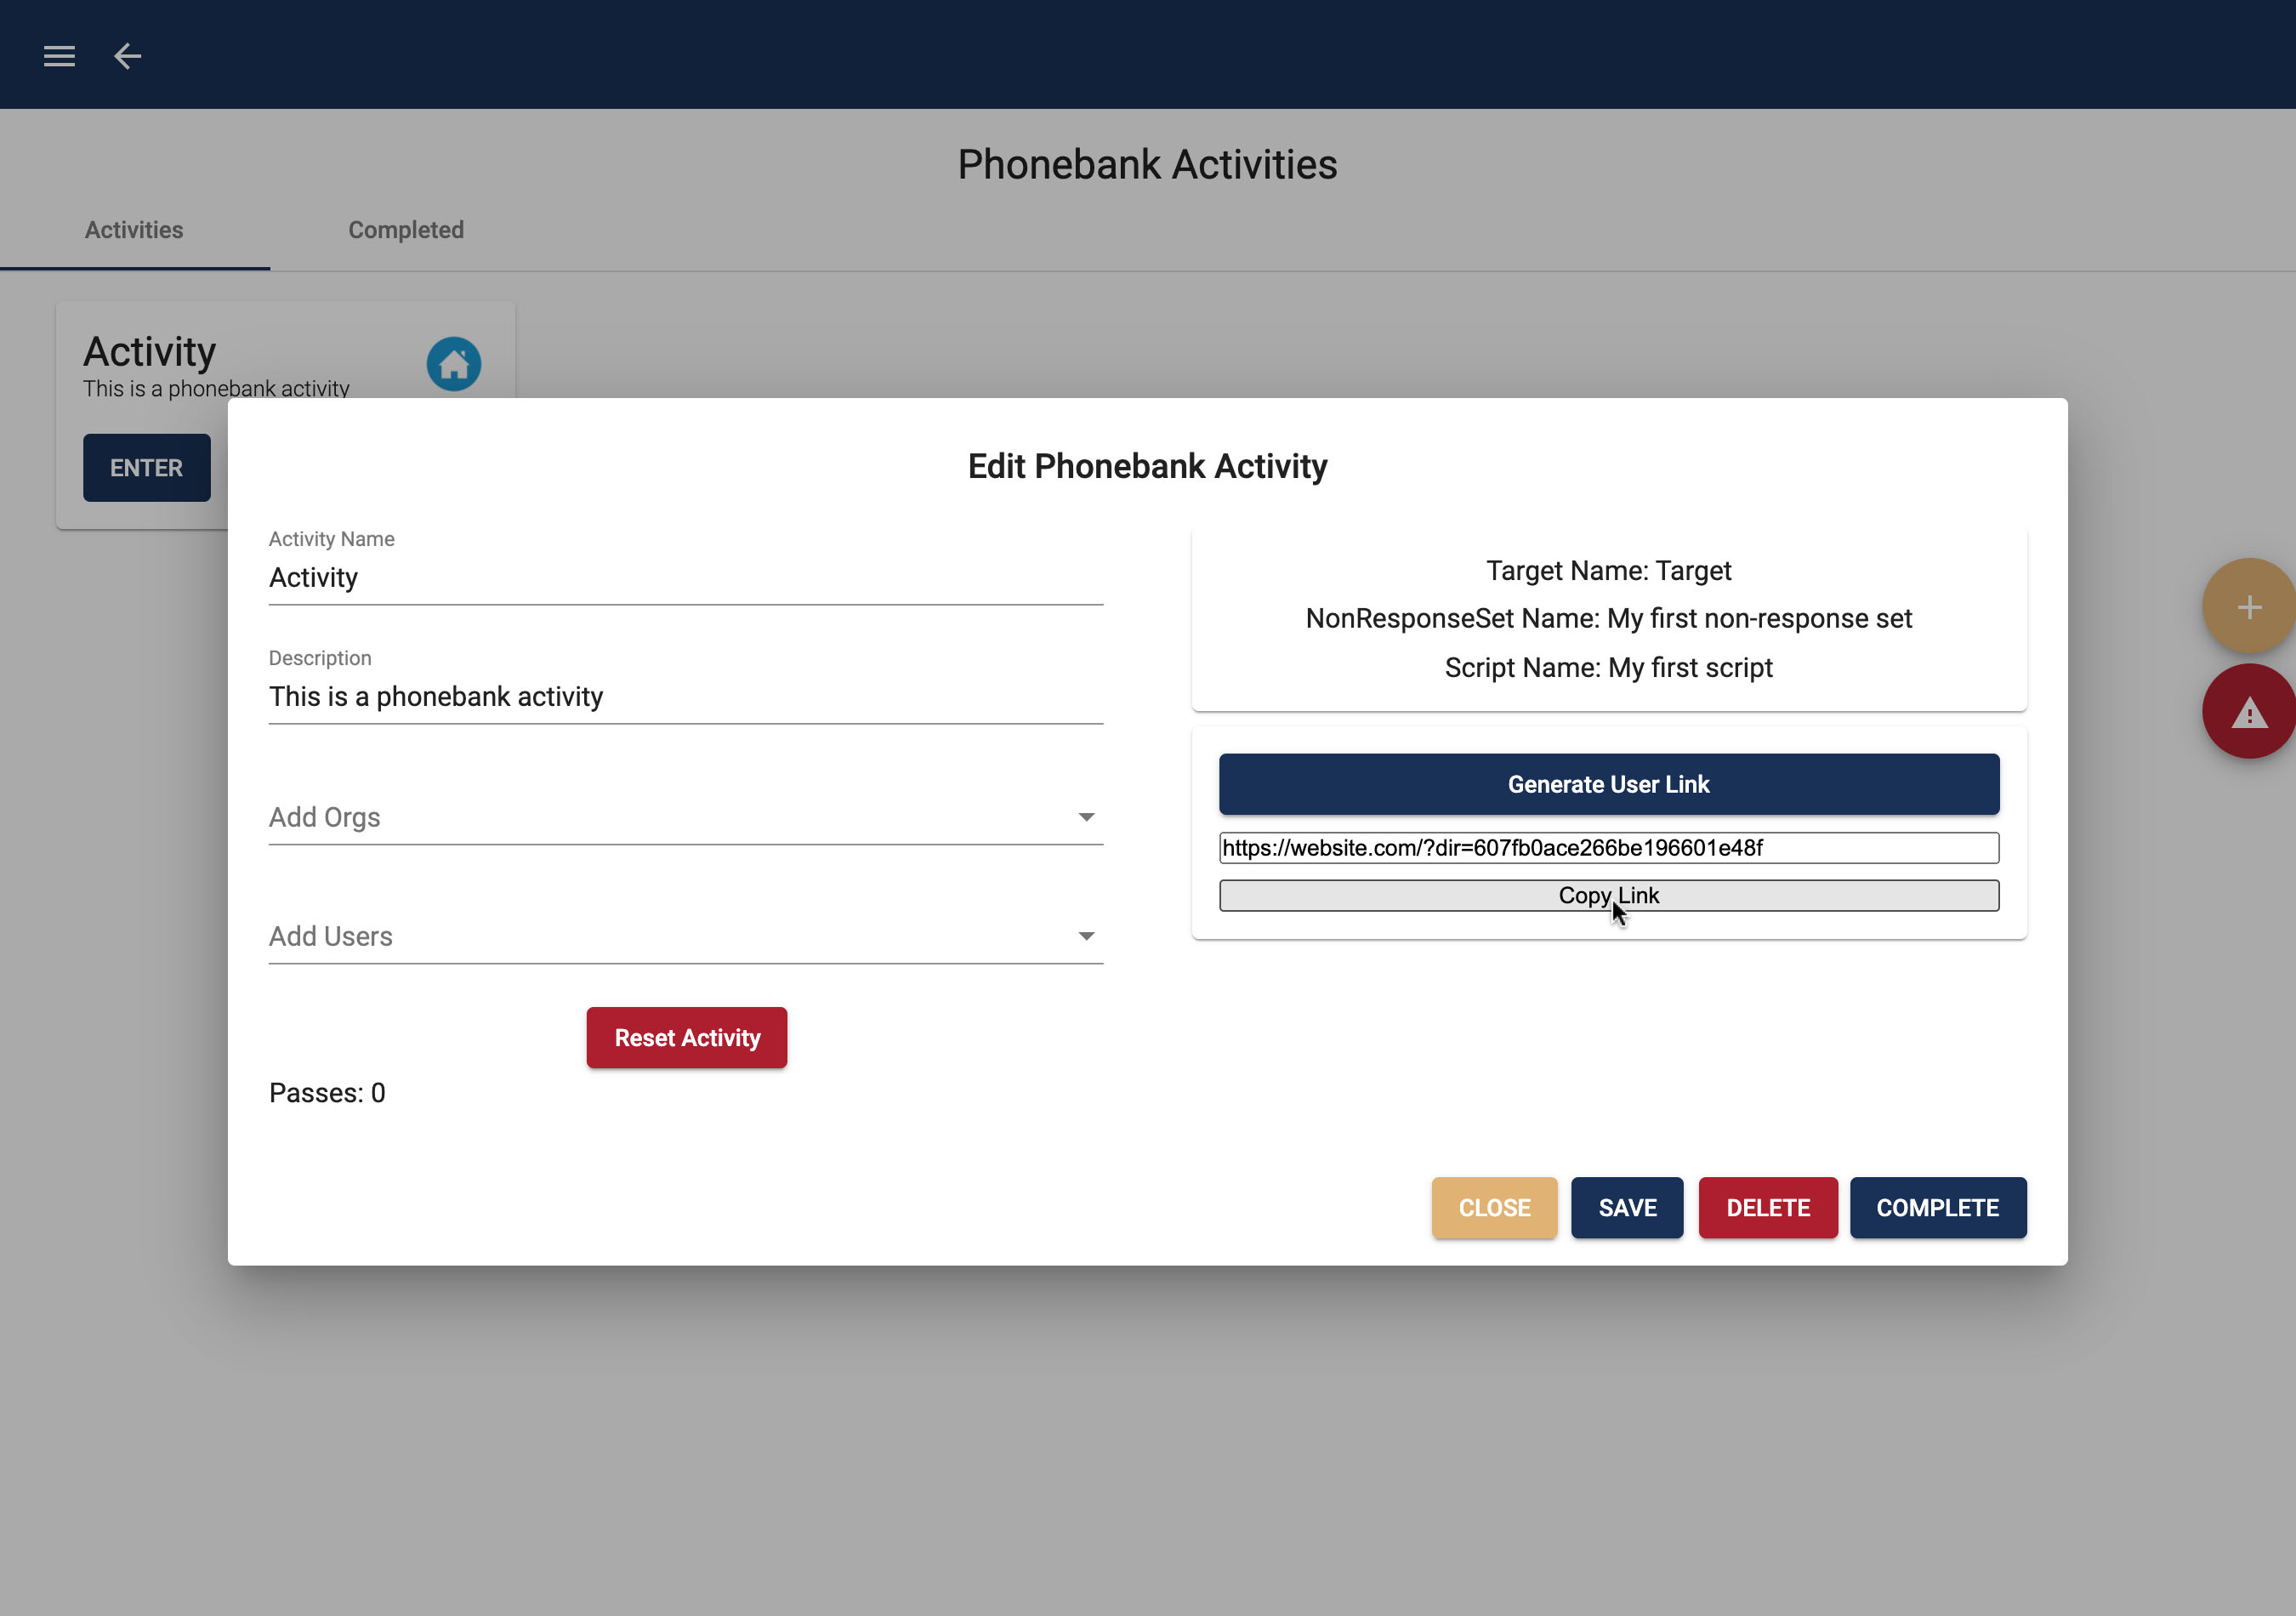 Phonebank Activities
Activities
Completed
Activity
This is a phonebank activity
ENTER
Edit Phonebank Activity
Activity Name
Activity
Description
This is a phonebank activity
Add Orgs
Add Users
Reset Activity
Passes: 0
Target Name: Target
NonResponseSet Name: My first non-response set
Script Name: My first script
Generate User Link
https://website.com/?dir=607fb0ace266be196601e48f
Copy Link
CLOSE
SAVE
DELETE
COMPLETE